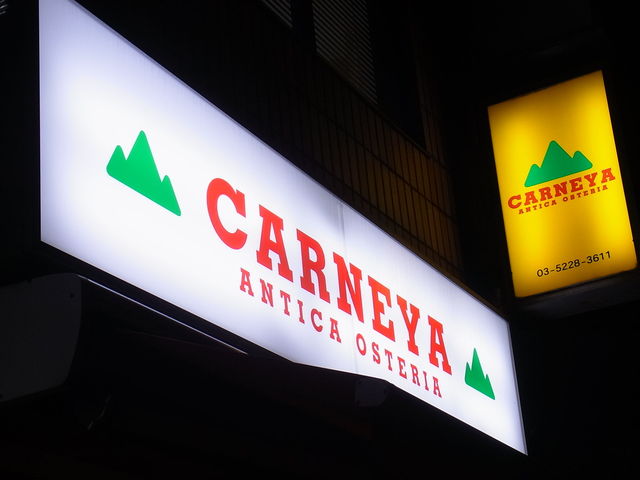 CARNEYA
ANTICA OSTERIA
CARNEYA
ANTICA OSTERIA
03-5228-3611